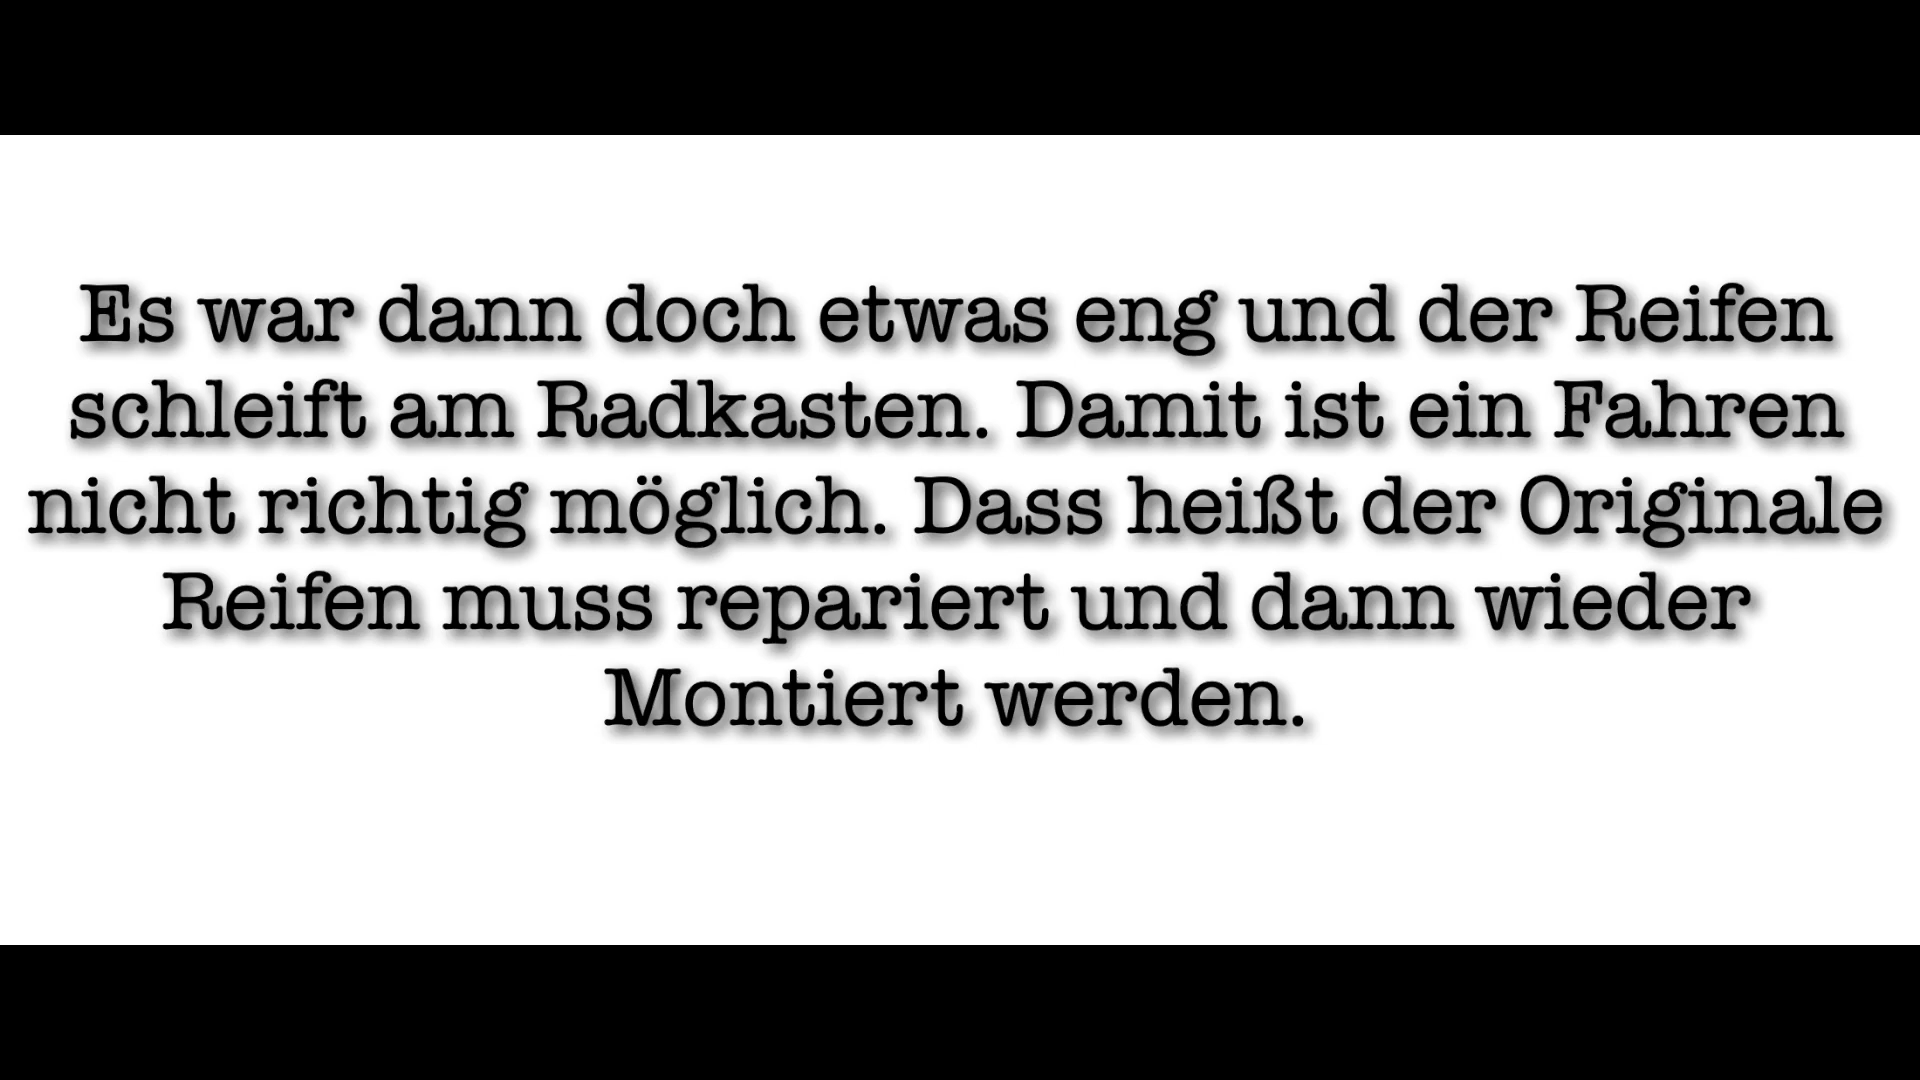 Es war dann doch etwas eng und der Reifen
schleift am Radkasten. Damit ist ein Fahren
nicht richtig möglich. Dass heißt der Originale
Reifen muss repariert und dann wieder
Montiert werden.